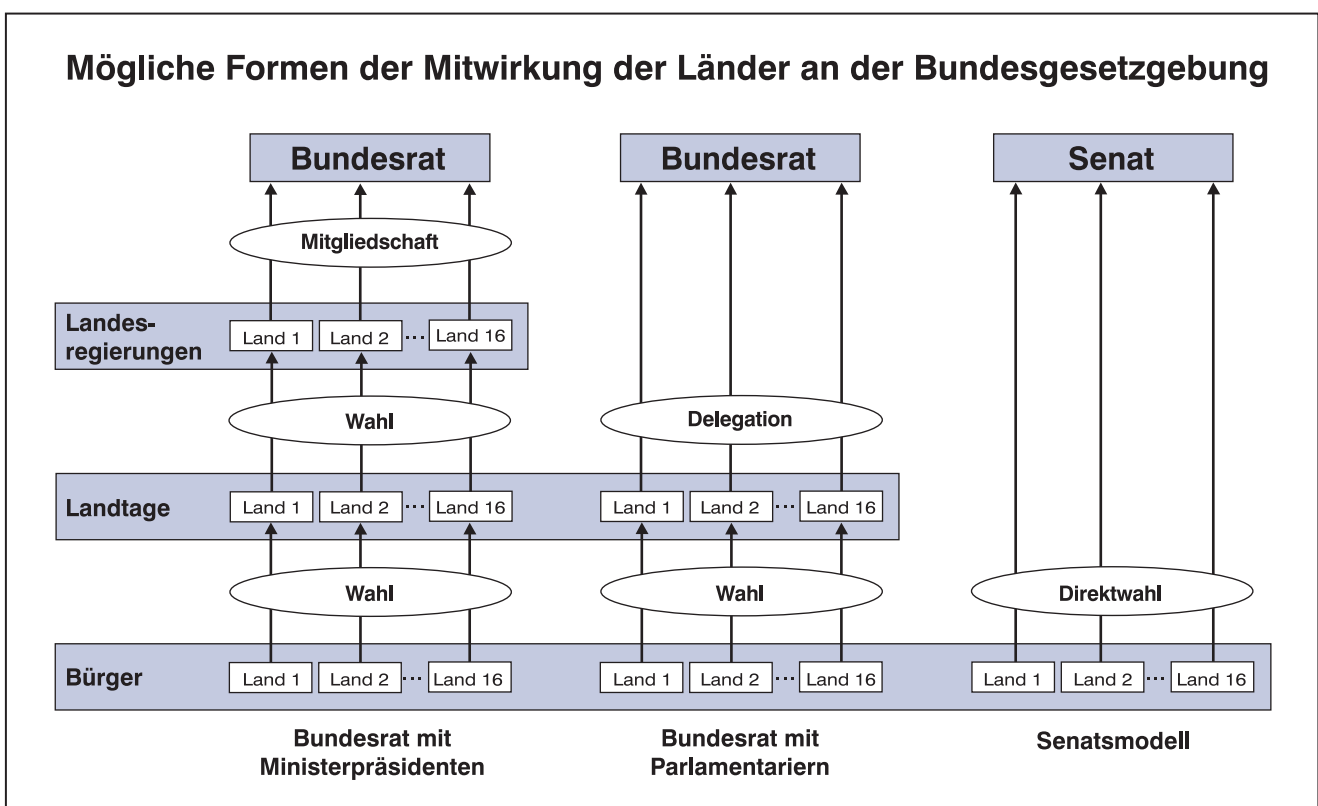 Mögliche Formen der Mitwirkung der Länder an der Bundesgesetzgebung
Bundesrat
Bundesrat
Senat
Mitgliedschaft
Landes-
regierungen
Land 1
Land 2
...
Land 16
Wahl
Delegation
Landtage
Land 1
Land 2
...
Land 16
Land 1
Land 2
...
Land 16
Wahl
Wahl
Direktwahl
Bürger
Land 1
Land 2
...
Land 16
Land 1
Land 2
...
Land 16
Land 1
Land 2
...
Land 16
Bundesrat mit
Ministerpräsidenten
Bundesrat mit
Parlamentariern
Senatsmodell